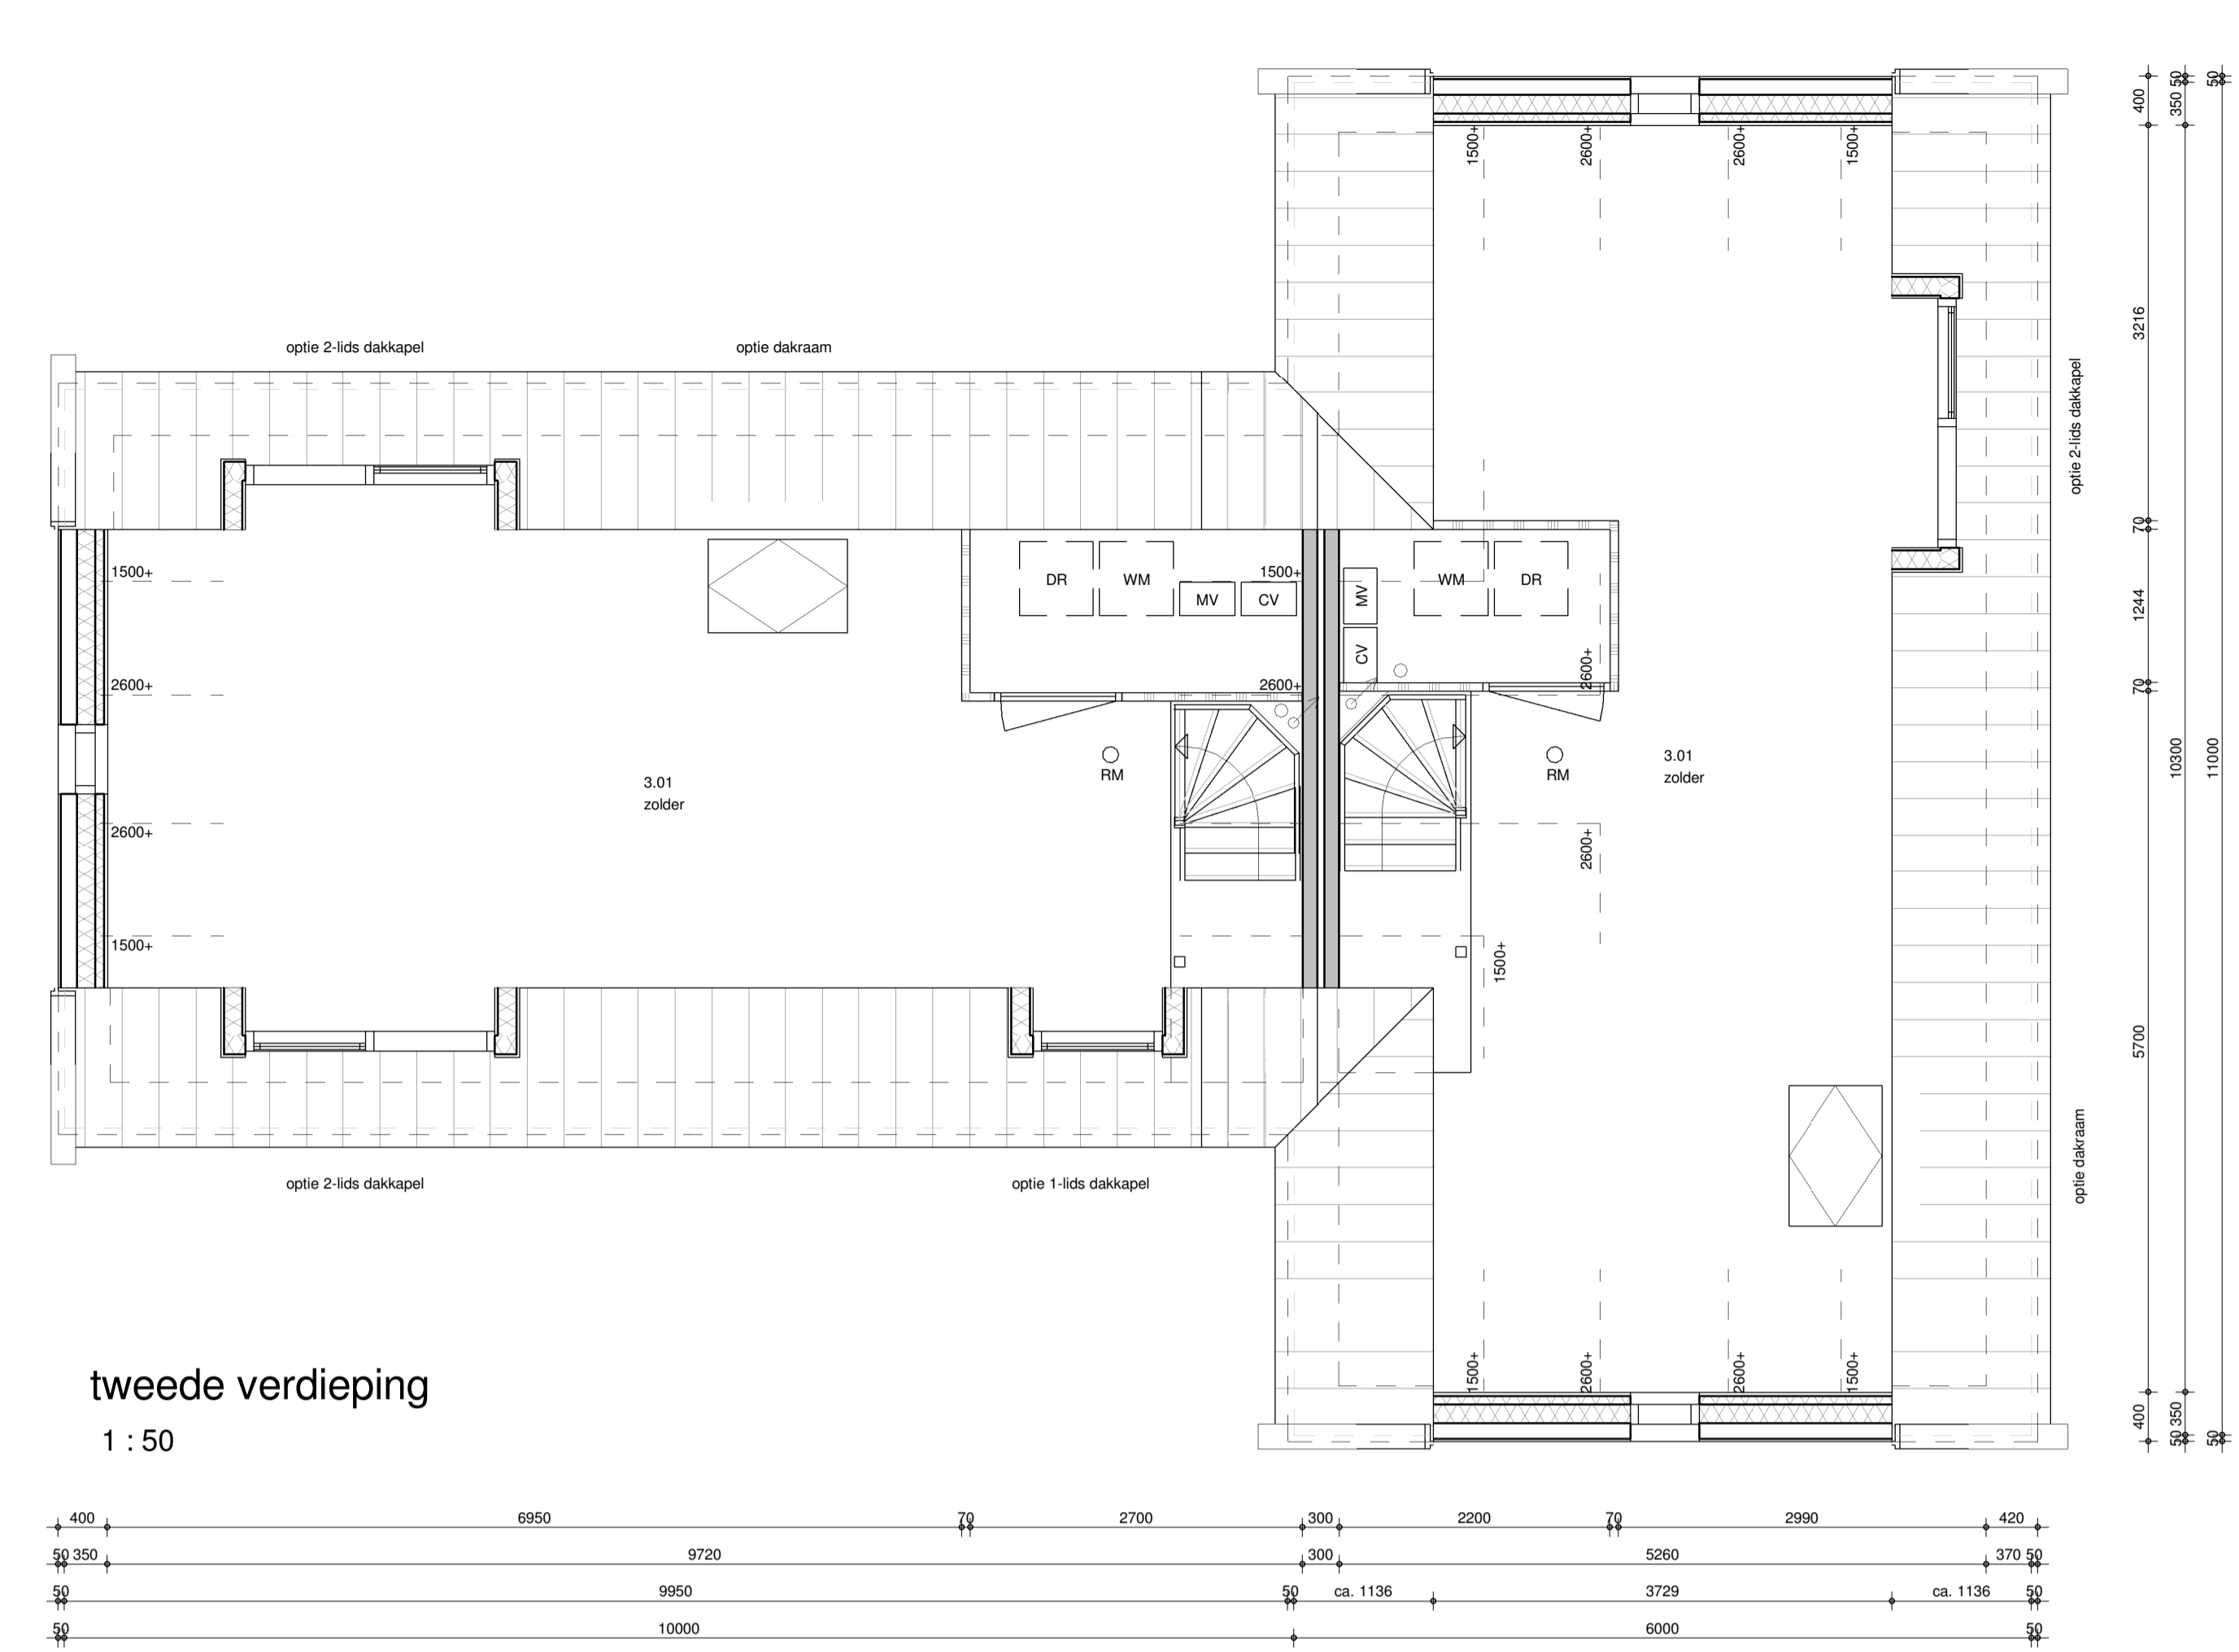 optie 2-lids dakkapel
optie dakraam
1500+
2600+
2600+
1500+
400
350
50
50
3216
optie 2-lids dakkapel
70
1244
70
10300
11000
5700
optie dakraam
400
350
50
50
1500+
2600+
2600+
1500+
DR
WM
MV
CV
1500+
2600+
MV
CV
WM
DR
2600+
RM
RM
3.01
zolder
3.01
zolder
2600+
1500+
1500+
2600+
2600+
1500+
optie 2-lids dakkapel
optie 1-lids dakkapel
tweede verdieping
1 : 50
400
6950
70
2700
300
2200
70
2990
420
50
350
9720
300
5260
370
50
50
9950
50
ca. 1136
3729
ca. 1136
50
50
10000
6000
50